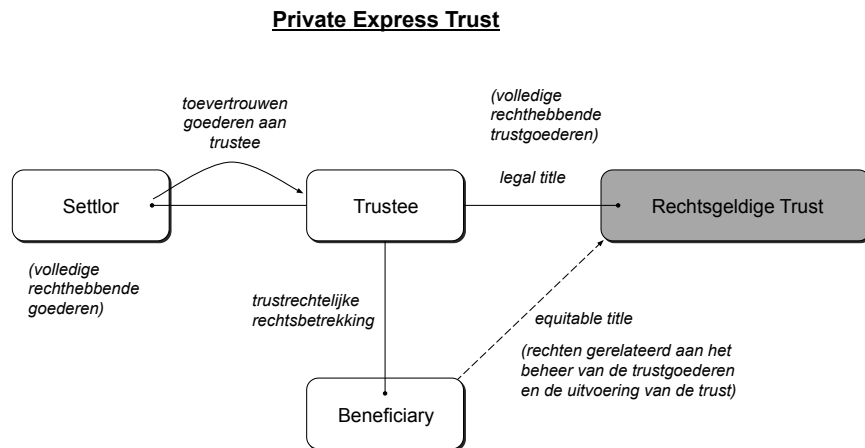 Private Express Trust
toevertrouwen
goederen aan
trustee
(volledige
rechthebbende
trustgoederen)
legal title
Settlor
Trustee
Rechtsgeldige Trust
(volledige
rechthebbende
goederen)
trustrechtelijke
rechtsbetrekking
equitable title
(rechten gerelateerd aan het
beheer van de trustgoederen
en de uitvoering van de trust)
Beneficiary